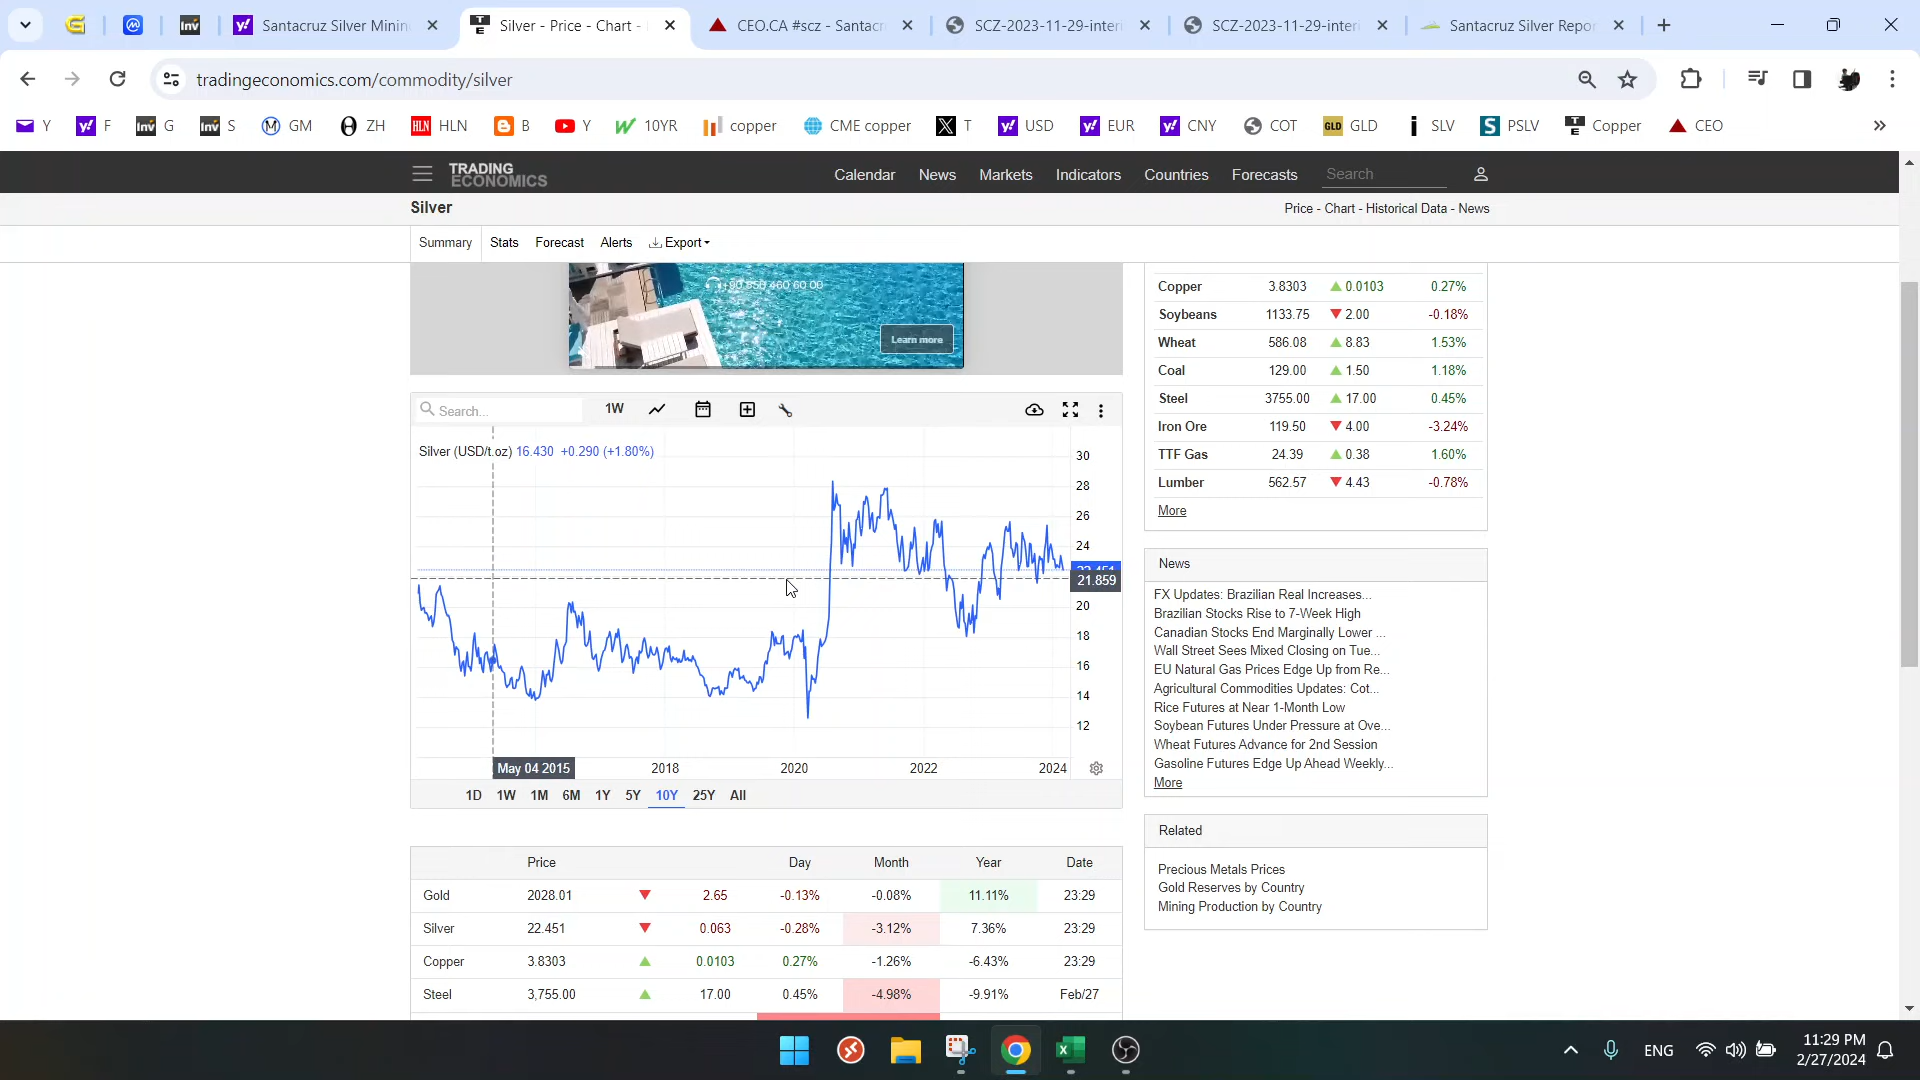 Santacruz Silver Minin
Silver - Price - Chart -
CEO.CA #scz - Santacr
SCZ-2023-11-29-interi
SCZ-2023-11-29-interi
Santacruz Silver Repor
tradingeconomics.com/commodity/silver
Y F G S GM ZH HLN B Y 10YR copper CME copper T USD EUR CNY COT GLD SLV PSLV Copper CEO
TRADING
ECONOMICS
Calendar News Markets Indicators Countries Forecasts Search
Silver
Price - Chart - Historical Data - News
Summary Stats Forecast Alerts Export
+90 850 460 60 00
Learn more
Search...
1W
Silver (USD/t.oz) 16.430 +0.290 (+1.80%)
30
28
26
24
22.451
21.859
20
18
16
14
12
May 04 2015 2018 2020 2022 2024
1D 1W 1M 6M 1Y 5Y 10Y 25Y All
Price Day Month Year Date
Gold 2028.01 2.65 -0.13% -0.08% 11.11% 23:29
Silver 22.451 0.063 -0.28% -3.12% 7.36% 23:29
Copper 3.8303 0.0103 0.27% -1.26% -6.43% 23:29
Steel 3,755.00 17.00 0.45% -4.98% -9.91% Feb/27
Copper 3.8303 0.0103 0.27%
Soybeans 1133.75 2.00 -0.18%
Wheat 586.08 8.83 1.53%
Coal 129.00 1.50 1.18%
Steel 3755.00 17.00 0.45%
Iron Ore 119.50 4.00 -3.24%
TTF Gas 24.39 0.38 1.60%
Lumber 562.57 4.43 -0.78%
More
News
FX Updates: Brazilian Real Increases...
Brazilian Stocks Rise to 7-Week High
Canadian Stocks End Marginally Lower ...
Wall Street Sees Mixed Closing on Tue...
EU Natural Gas Prices Edge Up from Re...
Agricultural Commodities Updates: Cot...
Rice Futures at Near 1-Month Low
Soybean Futures Under Pressure at Ove...
Wheat Futures Advance for 2nd Session
Gasoline Futures Edge Up Ahead Weekly...
More
Related
Precious Metals Prices
Gold Reserves by Country
Mining Production by Country
ENG
11:29 PM
2/27/2024